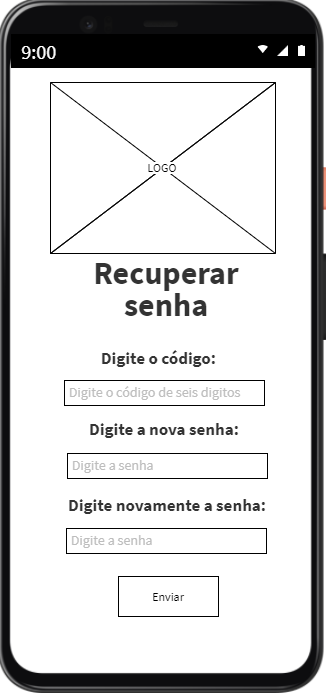 9:00
LOGO
Recuperar
senha
Digite o código:
Digite o código de seis digitos
Digite a nova senha:
Digite a senha
Digite novamente a senha:
Digite a senha
Enviar